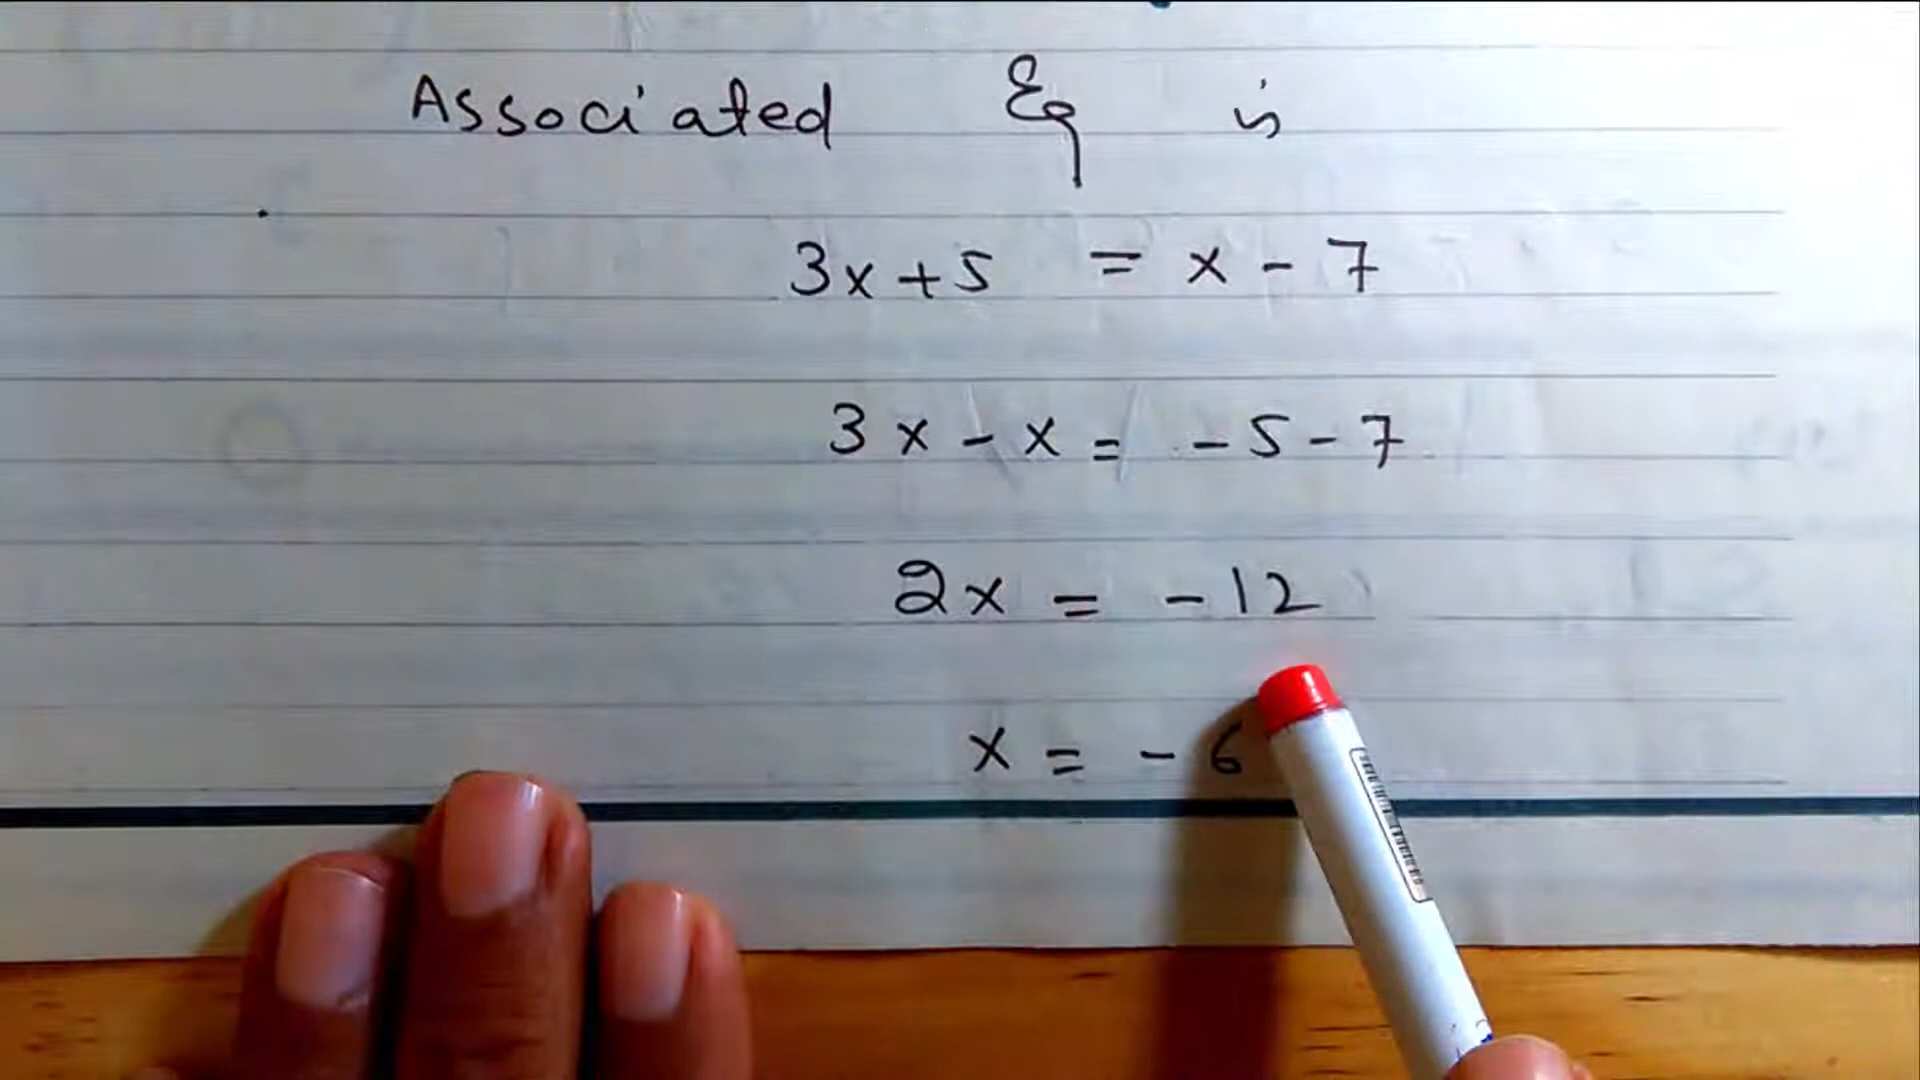 Associated Eq is
3x+5 = x - 7
3x - x = -5 - 7
2x = -12
x = -6